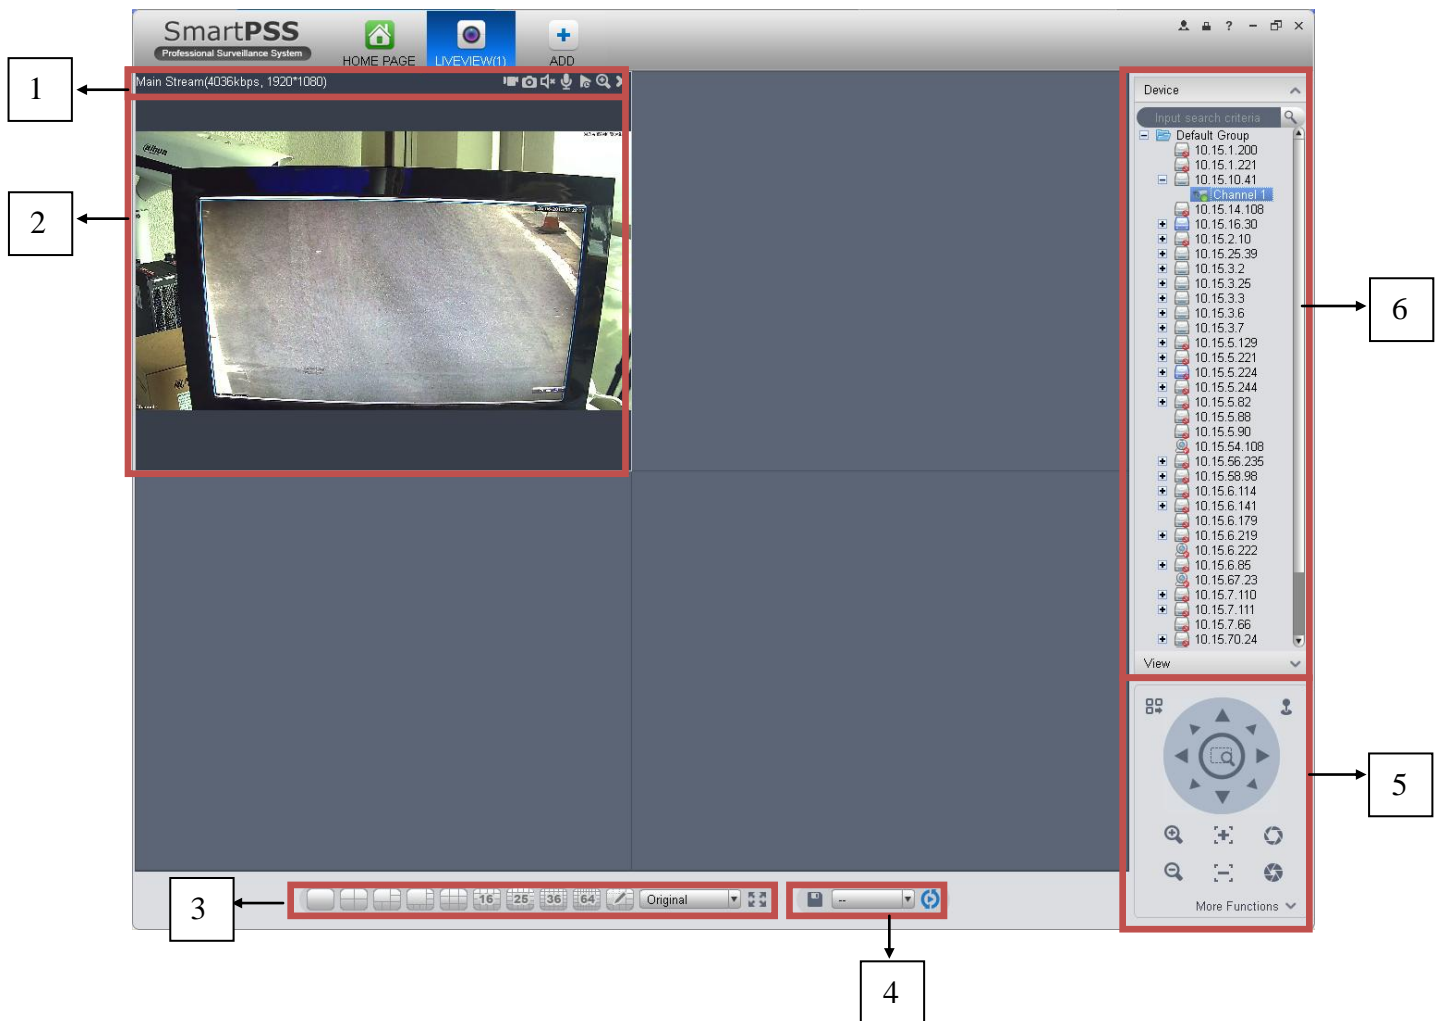 SmartPSS
Professional Surveillance System
HOME PAGE
LIVEVIEW(1)
ADD
?
1
Main Stream(4036kbps, 1920*1080)
2
alhua
Device
Input search criteria
Default Group
10.15.1.200
10.15.1.221
10.15.10.41
Channel 1
10.15.14.108
10.15.16.30
10.15.2.10
10.15.25.39
10.15.3.2
10.15.3.25
10.15.3.3
10.15.3.6
10.15.3.7
10.15.5.129
10.15.5.221
10.15.5.224
10.15.5.244
10.15.5.82
10.15.5.88
10.15.5.90
10.15.54.108
10.15.56.235
10.15.58.98
10.15.6.114
10.15.6.141
10.15.6.179
10.15.6.219
10.15.6.222
10.15.6.85
10.15.67.23
10.15.7.110
10.15.7.111
10.15.7.66
10.15.70.24
View
6
5
More Functions
3
16 25 36 64 Original
--
4